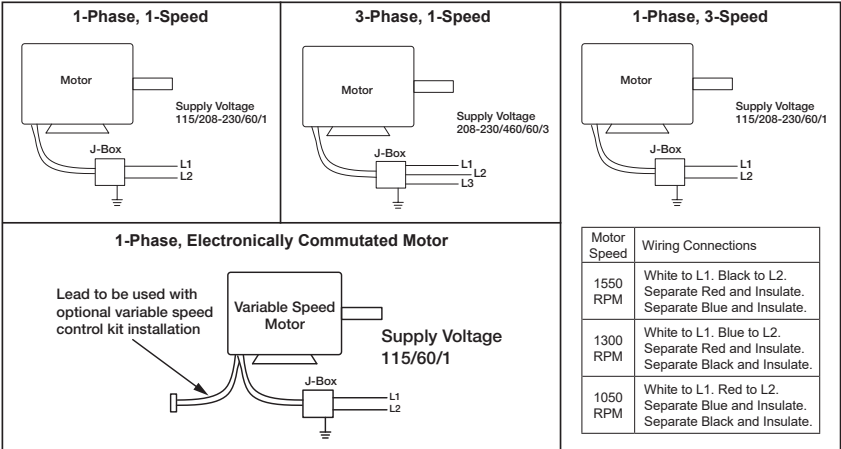 1-Phase, 1-Speed
Motor
Supply Voltage
115/208-230/60/1
J-Box
L1
L2
3-Phase, 1-Speed
Motor
Supply Voltage
208-230/460/60/3
J-Box
L1
L2
L3
1-Phase, 3-Speed
Motor
Supply Voltage
115/208-230/60/1
J-Box
L1
L2
Motor Speed
Wiring Connections
1550 RPM
White to L1. Black to L2.
Separate Red and Insulate.
Separate Blue and Insulate.
1300 RPM
White to L1. Blue to L2.
Separate Red and Insulate.
Separate Black and Insulate.
1050 RPM
White to L1. Red to L2.
Separate Blue and Insulate.
Separate Black and Insulate.
1-Phase, Electronically Commutated Motor
Lead to be used with
optional variable speed
control kit installation
Variable Speed
Motor
Supply Voltage
115/60/1
J-Box
L1
L2